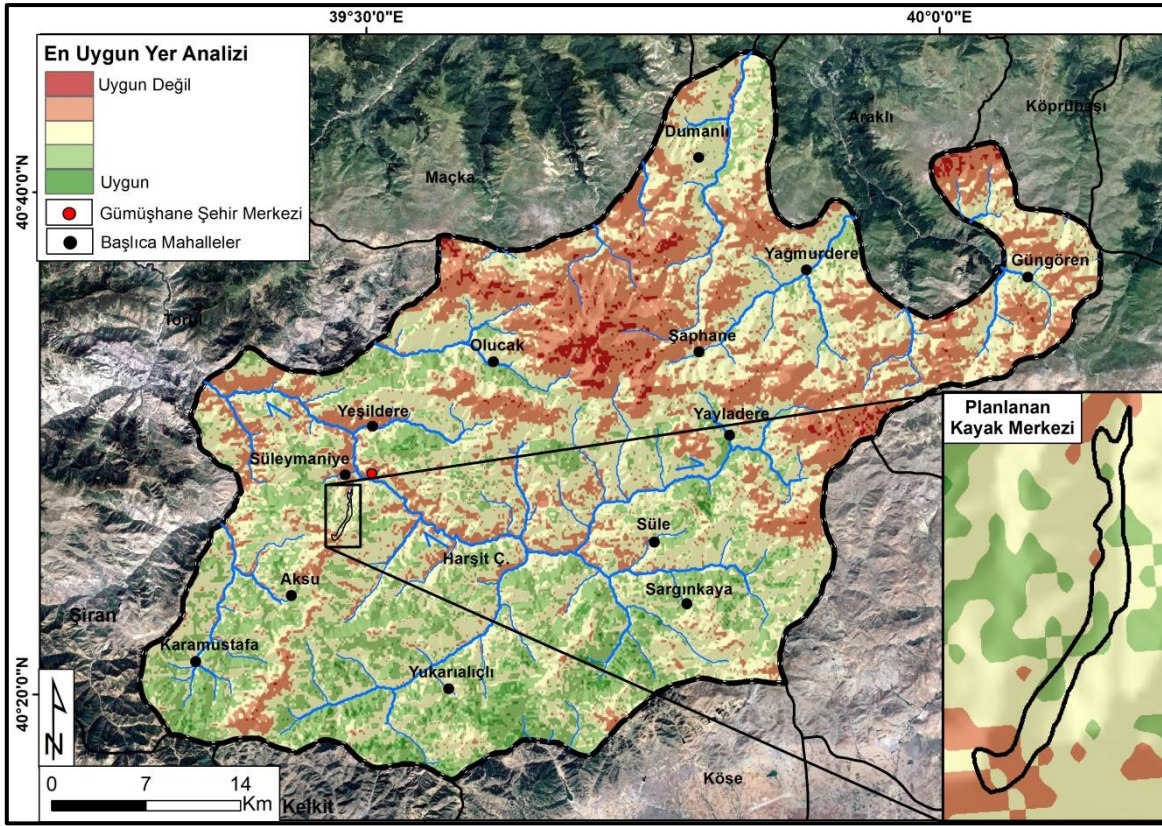 39°30'0"E
40°0'0"E
En Uygun Yer Analizi
Uygun Değil
Uygun
Gümüşhane Şehir Merkezi
Başlıca Mahalleler
40°40'0"N
40°20'0"N
Köprübaşı
Araklı
Dumanlı
Maçka
Yağmurdere
Güngören
Torul
Şaphane
Olucak
Yeşildere
Yayladere
Süleymaniye
Planlanan
Kayak Merkezi
Süle
Harşit Ç.
Aksu
Sargınkaya
Şiran
Karamustafa
Yukarıalıçlı
N
0 7 14
Km
Kelkit
Köse